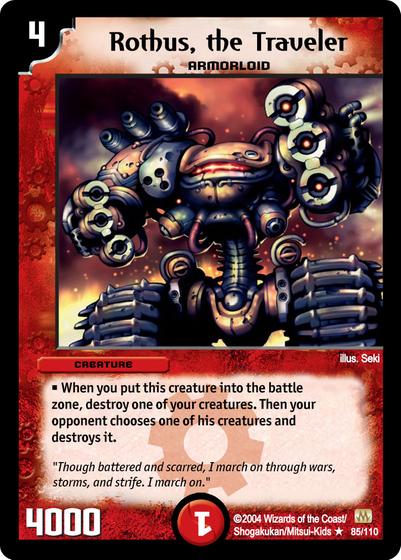 4
Rothus, the Traveler
ARMORLOID
illus. Seki
CREATURE
▪ When you put this creature into the battle
zone, destroy one of your creatures. Then your
opponent chooses one of his creatures and
destroys it.
"Though battered and scarred, I march on through wars,
storms, and strife. I march on."
4000
1
©2004 Wizards of the Coast/
Shogakukan/Mitsui-Kids ★ 85/110